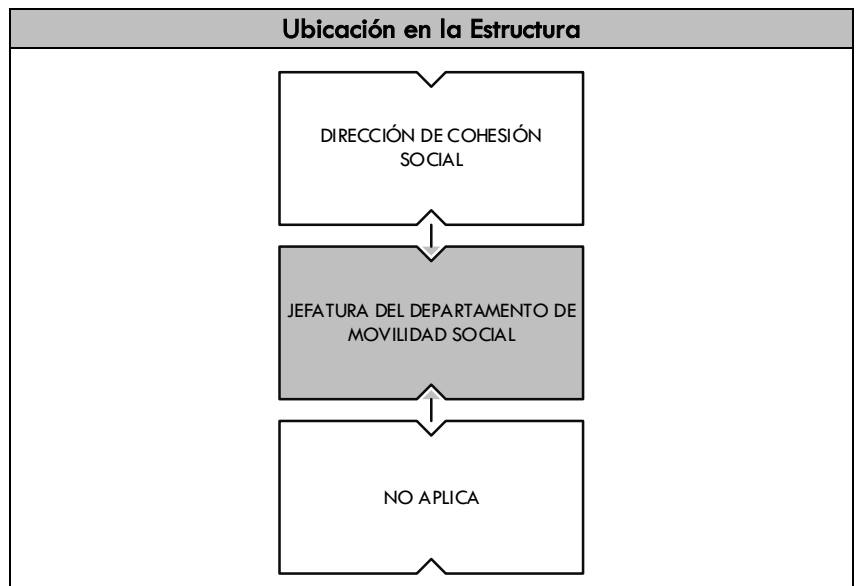 Ubicación en la Estructura
DIRECCIÓN DE COHESIÓN
SOCIAL
JEFATURA DEL DEPARTAMENTO DE
MOVILIDAD SOCIAL
NO APLICA